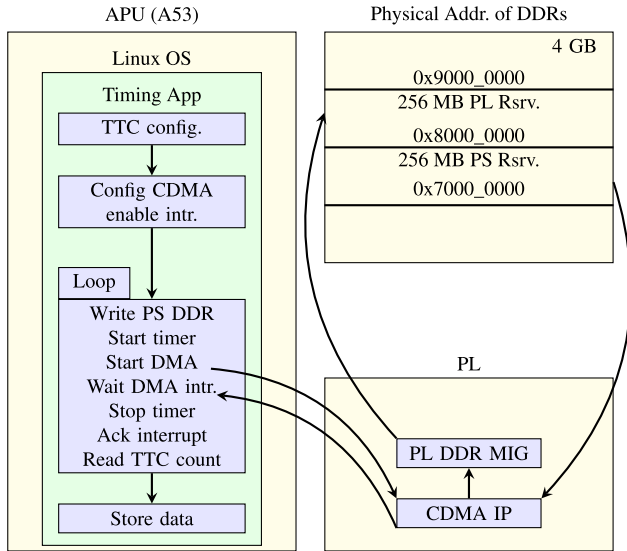 APU (A53)
Linux OS
Timing App
TTC config.
Config CDMA
enable intr.
Loop
Write PS DDR
Start timer
Start DMA
Wait DMA intr.
Stop timer
Ack interrupt
Read TTC count
Store data
Physical Addr. of DDRs
4 GB
0x9000_0000
256 MB PL Rsrv.
0x8000_0000
256 MB PS Rsrv.
0x7000_0000
PL
PL DDR MIG
CDMA IP